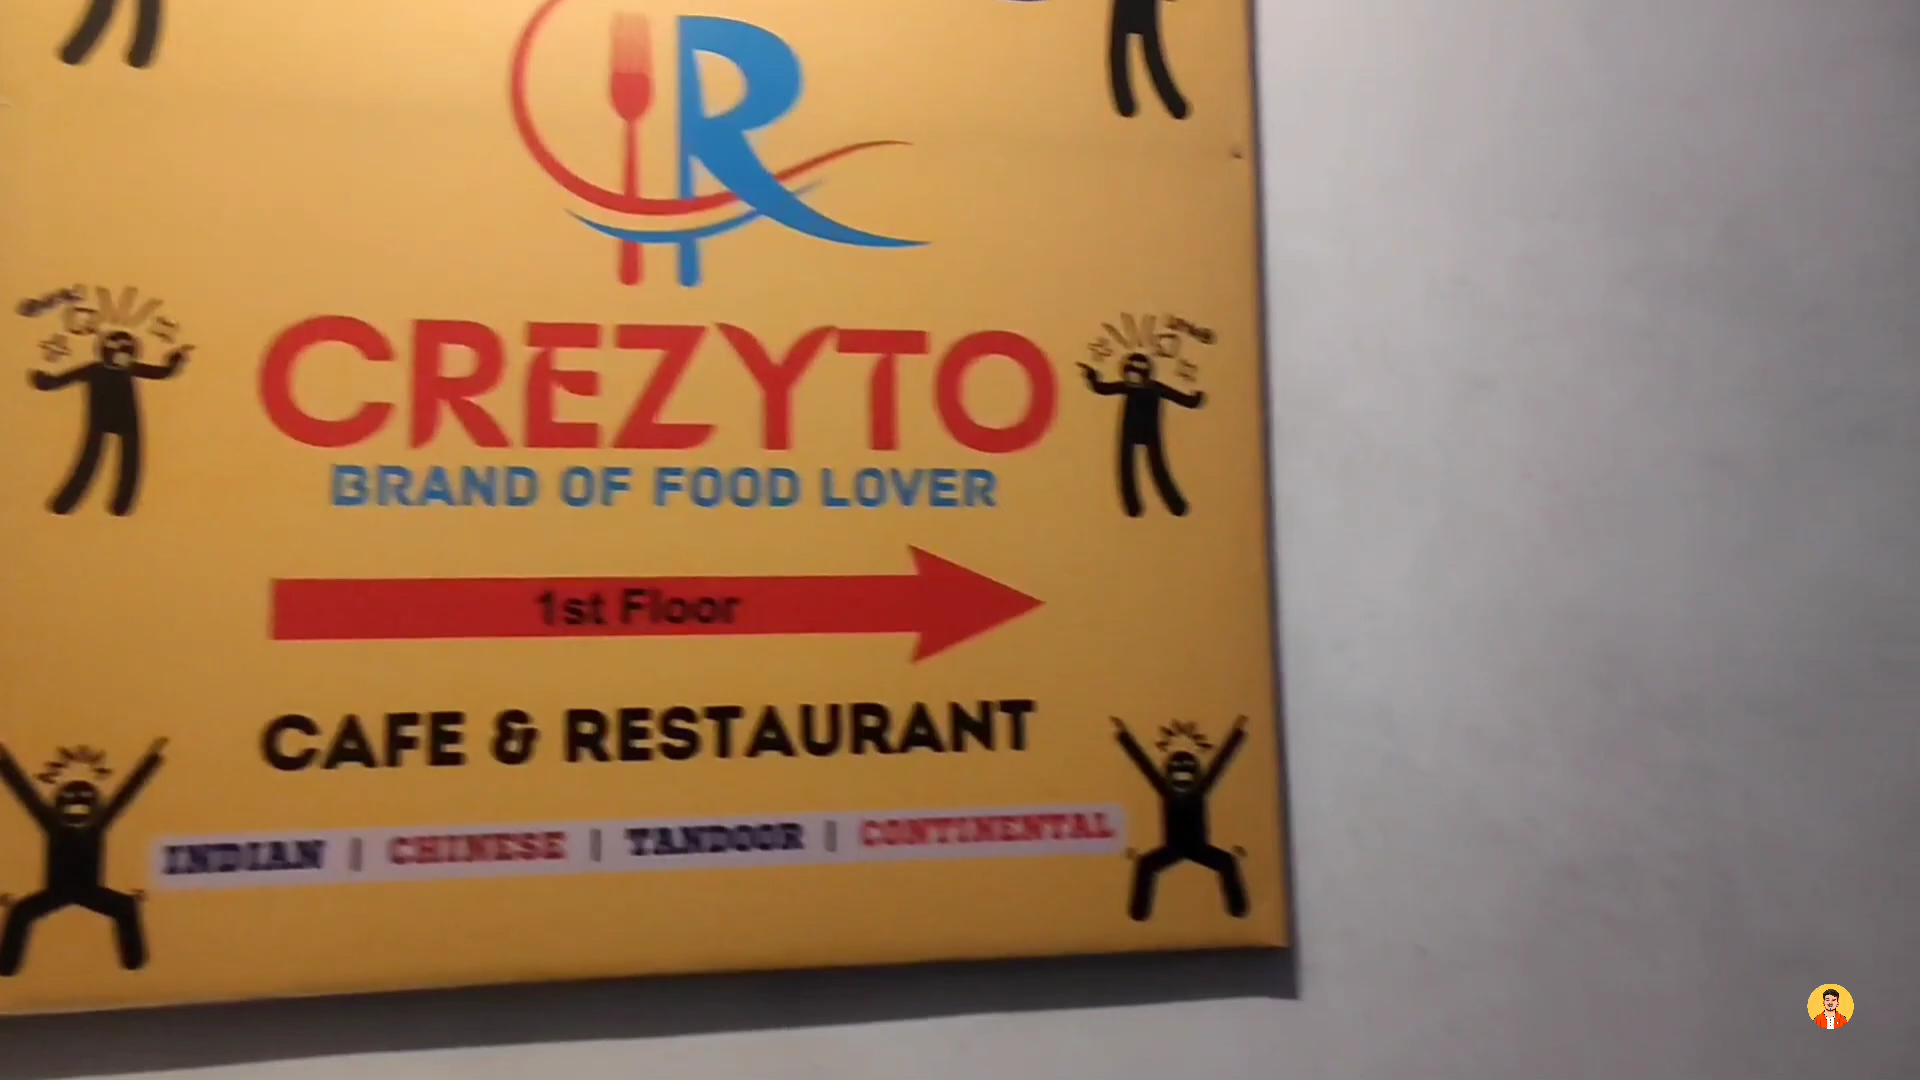 R
CREZYTO
BRAND OF FOOD LOVER
1st Floor
CAFE & RESTAURANT
INDIAN | CHINESE | TANDOOR | CONTINENTAL